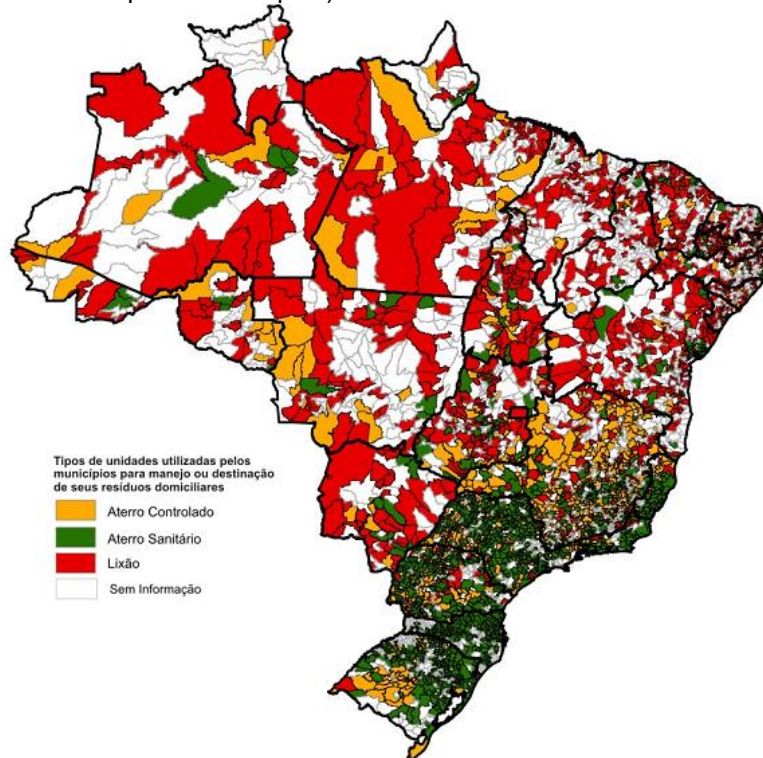 Tipos de unidades utilizadas pelos
municípios para manejo ou destinação
de seus resíduos domiciliares
Aterro Controlado
Aterro Sanitário
Lixão
Sem Informação